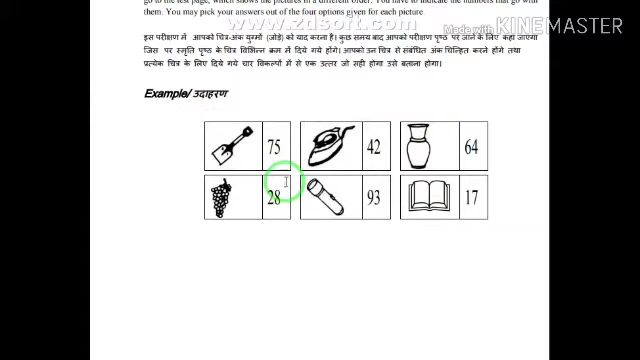 go to the test page, which shows the pictures in a different order. You have to indicate the numbers that go with
them. You may pick your answers out of the four options given for each picture.
www.zdsoft.com
Made with KINEMASTER
इस परीक्षण में आपको चित्र-अंक युग्मों (जोडे) को याद करना है। कुछ समय बाद आपको परीक्षण पृष्ठ पर जाने के लिए कहा जाएगा
जिस पर स्मृति पृष्ठ के चित्र विभिन्न क्रम में दिये गये होंगे। आपको उन चित्र से संबंधित अंक चिन्हित करने होंगे तथा
प्रत्येक चित्र के लिए दिये गये चार विकल्पों में से एक उत्तर जो सही होगा उसे बताना होगा।
Example/ उदाहरण
75 42 64
28 93 17